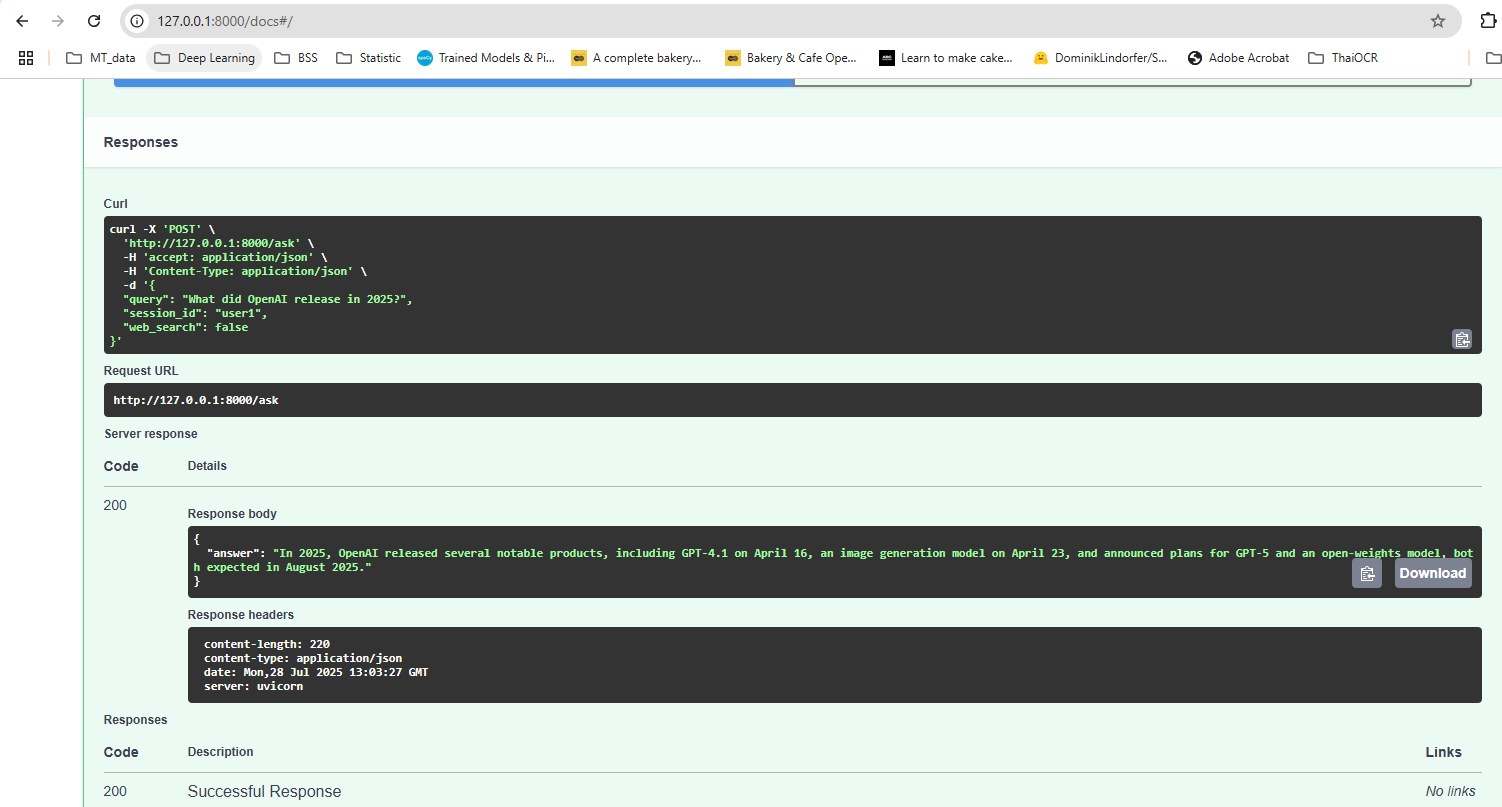 127.0.0.1:8000/docs#/
MT_data Deep Learning BSS Statistic spaCy Trained Models & Pi... A complete bakery... Bakery & Cafe Ope... Learn to make cake... DominikLindorfer/S... Adobe Acrobat ThaiOCR
Responses
Curl
curl -X 'POST' \
'http://127.0.0.1:8000/ask' \
-H 'accept: application/json' \
-H 'Content-Type: application/json' \
-d '{
"query": "What did OpenAI release in 2025?",
"session_id": "user1",
"web_search": false
}'
Request URL
http://127.0.0.1:8000/ask
Server response
Code Details
200
Response body
{
"answer": "In 2025, OpenAI released several notable products, including GPT-4.1 on April 16, an image generation model on April 23, and announced plans for GPT-5 and an open-weights model, bot
h expected in August 2025."
}
Download
Response headers
content-length: 220
content-type: application/json
date: Mon,28 Jul 2025 13:03:27 GMT
server: uvicorn
Responses
Code Description Links
200 Successful Response No links